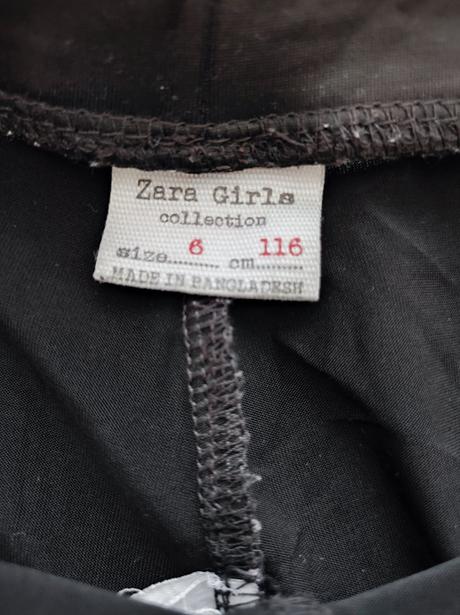 Zara Girls
collection
size.......... 6 cm.......... 116
MADE IN BANGLADESH